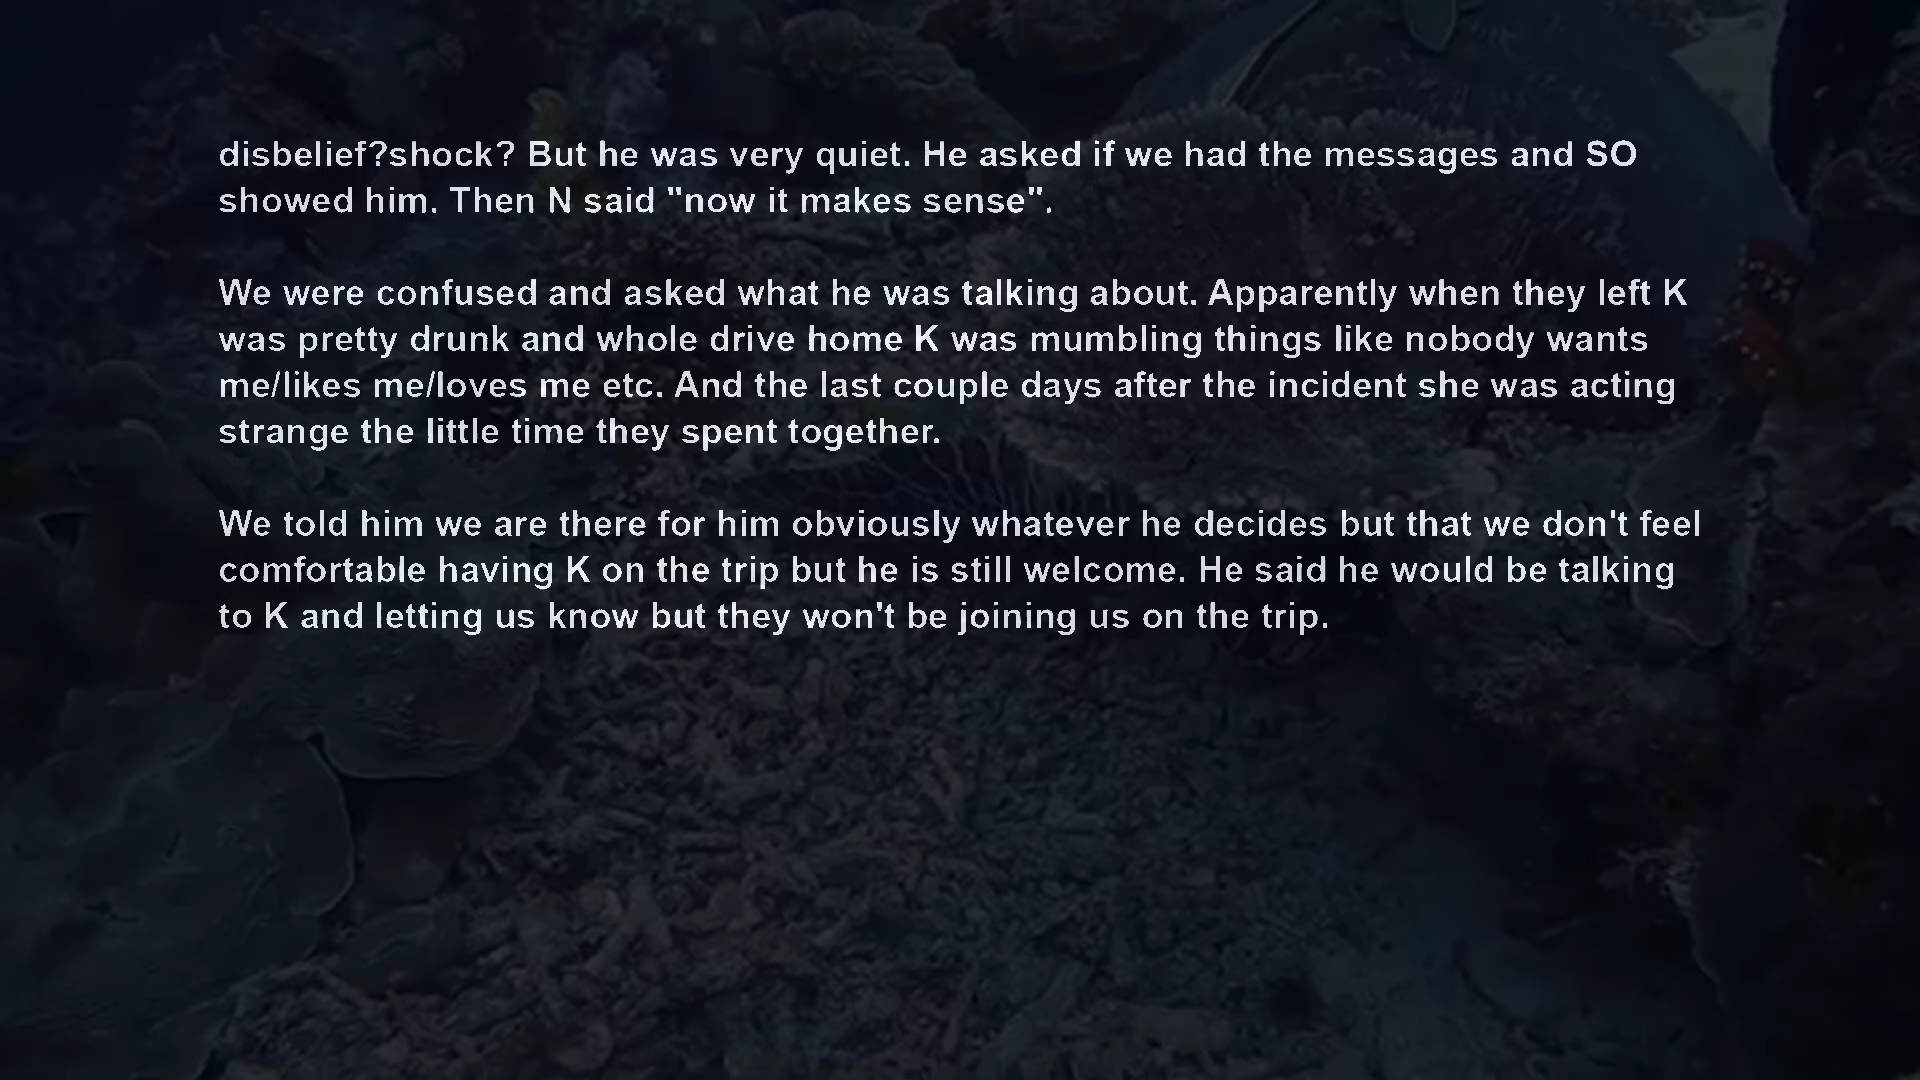 disbelief?shock? But he was very quiet. He asked if we had the messages and SO
showed him. Then N said "now it makes sense".
We were confused and asked what he was talking about. Apparently when they left K
was pretty drunk and whole drive home K was mumbling things like nobody wants
me/likes me/loves me etc. And the last couple days after the incident she was acting
strange the little time they spent together.
We told him we are there for him obviously whatever he decides but that we don't feel
comfortable having K on the trip but he is still welcome. He said he would be talking
to K and letting us know but they won't be joining us on the trip.